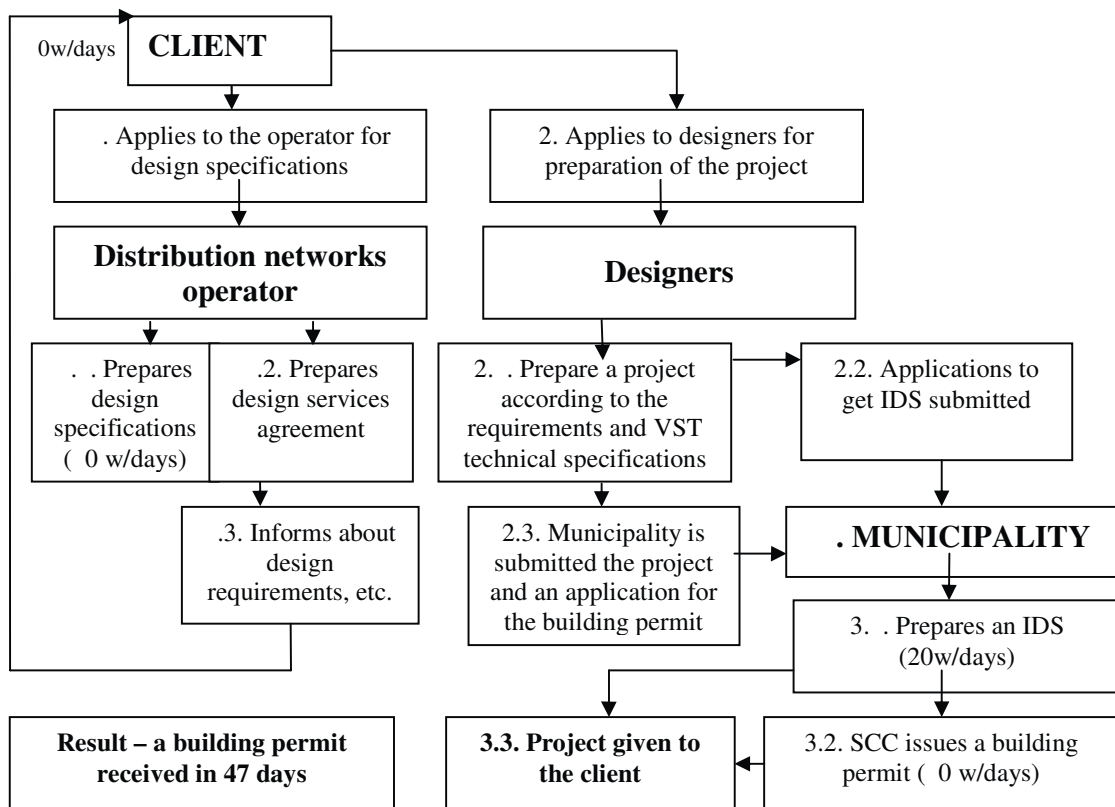 0w/days
CLIENT
. Applies to the operator for
design specifications
2. Applies to designers for
preparation of the project
Distribution networks
operator
Designers
. . Prepares
design
specifications
( 0 w/days)
.2. Prepares
design services
agreement
2. . Prepare a project
according to the
requirements and VST
technical specifications
2.2. Applications to
get IDS submitted
.3. Informs about
design
requirements, etc.
2.3. Municipality is
submitted the project
and an application for
the building permit
. MUNICIPALITY
3. . Prepares an IDS
(20w/days)
Result – a building permit
received in 47 days
3.3. Project given to
the client
3.2. SCC issues a building
permit ( 0 w/days)